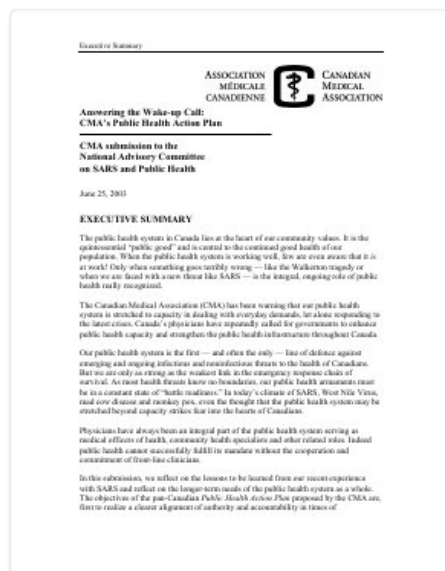 Executive Summary
ASSOCIATION
MÉDICALE
CANADIENNE
CANADIAN
MEDICAL
ASSOCIATION
Answering the Wake-up Call:
CMA's Public Health Action Plan
CMA submission to the
National Advisory Committee
on SARS and Public Health
June 25, 2003
EXECUTIVE SUMMARY
The public health system in Canada lies at the heart of our community values. It is the
quintessential "public good" and is central to the continued good health of our
population. When the public health system is working well, few are even aware that it is
at work! Only when something goes terribly wrong — like the Walkerton tragedy or
when we are faced with a new threat like SARS — is the integral, ongoing role of public
health really recognized.
The Canadian Medical Association (CMA) has been warning that our public health
system is stretched to capacity in dealing with everyday demands, let alone responding to
the latest crises. Canada's physicians have repeatedly called for governments to enhance
public health capacity and strengthen the public health infrastructure throughout Canada.
Our public health system is the first — and often the only — line of defence against
emerging and ongoing infectious and noninfectious threats to the health of Canadians.
But we are only as strong as the weakest link in the emergency response chain of
survival. As most health threats know no boundaries, our public health armaments must
be in a constant state of "battle readiness." In today's climate of SARS, West Nile Virus,
mad cow disease and monkey pox, even the thought that the public health system may be
stretched beyond capacity strikes fear into the hearts of Canadians.
Physicians have always been an integral part of the public health system serving as
medical officers of health, community health specialists and other related roles. Indeed
public health cannot successfully fulfill its mandate without the cooperation and
commitment of front-line clinicians.
In this submission, we reflect on the lessons to be learned from our recent experience
with SARS and reflect on the longer-term needs of the public health system as a whole.
The objectives of the pan-Canadian Public Health Action Plan proposed by the CMA are,
first to realize a clearer alignment of authority and accountability in times of